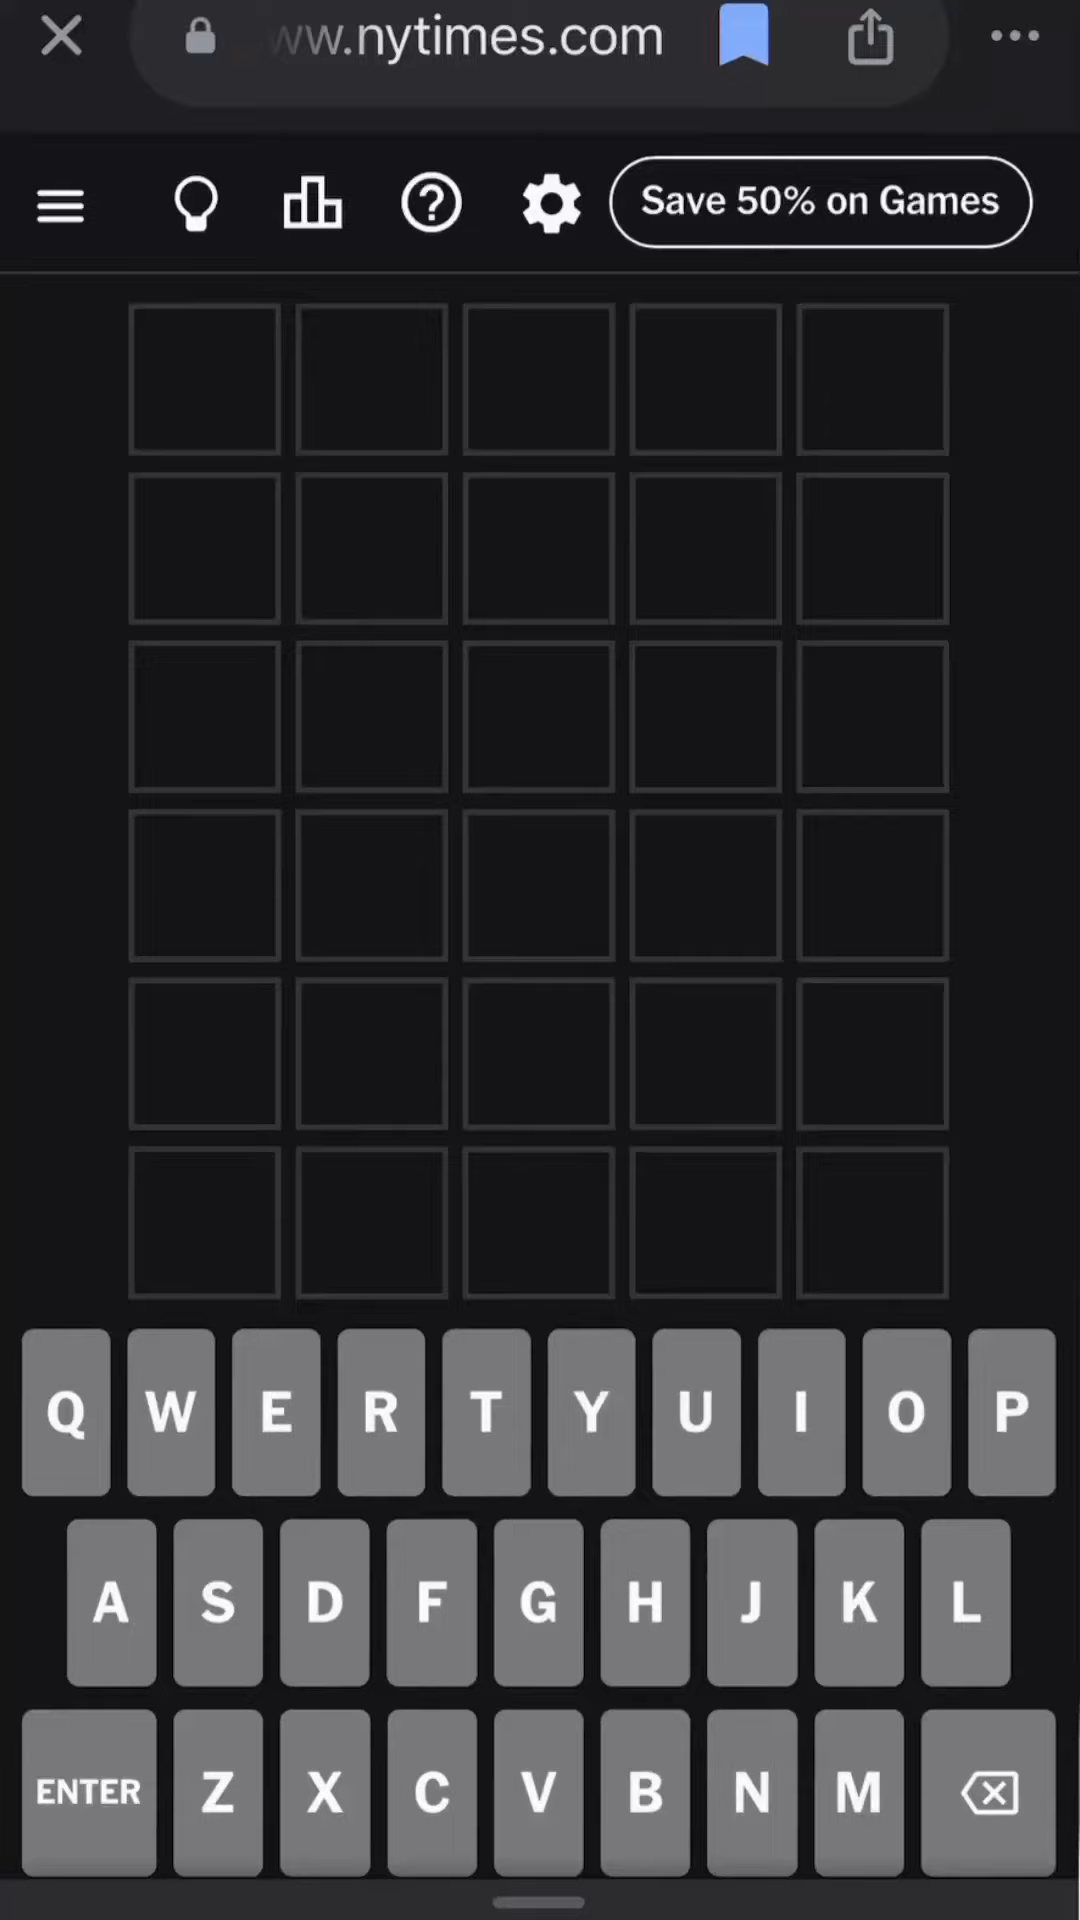 ww.nytimes.com
Save 50% on Games
Q W E R T Y U I O P
A S D F G H J K L
ENTER Z X C V B N M